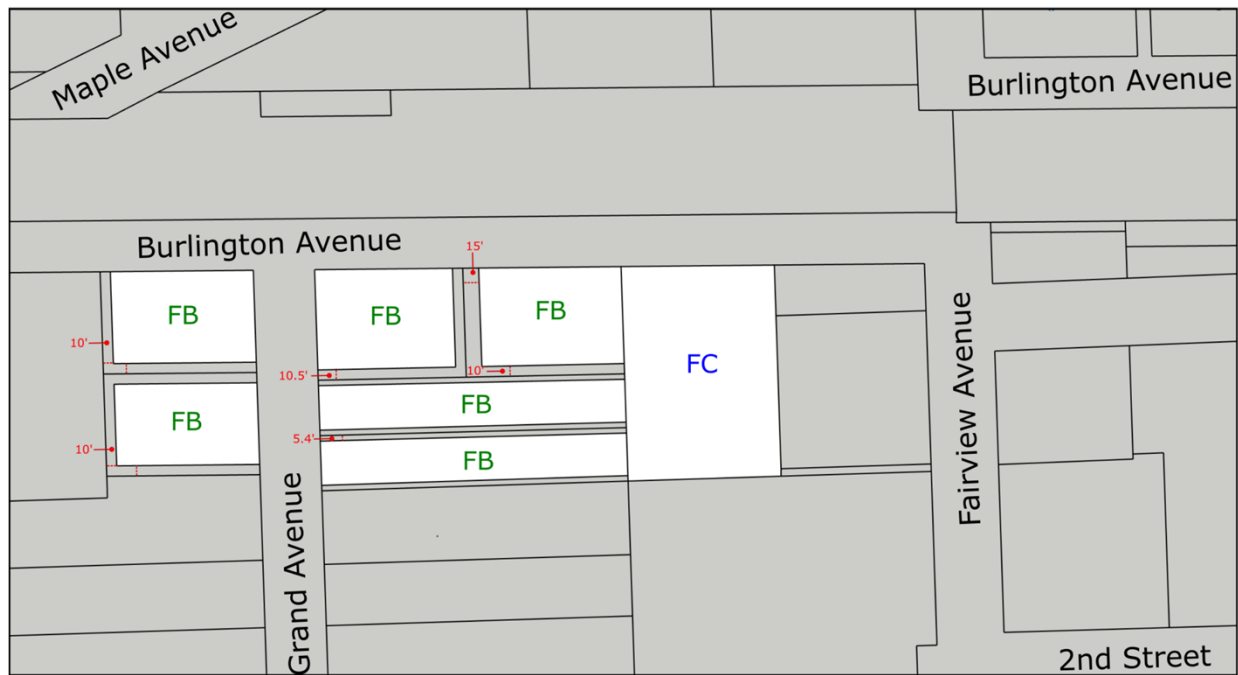 Maple Avenue
Burlington Avenue
Burlington Avenue
15'
FB
FB
FB
10'
FC
10.5'
10'
FB
FB
10'
5.4'
FB
Fairview Avenue
Grand Avenue
2nd Street